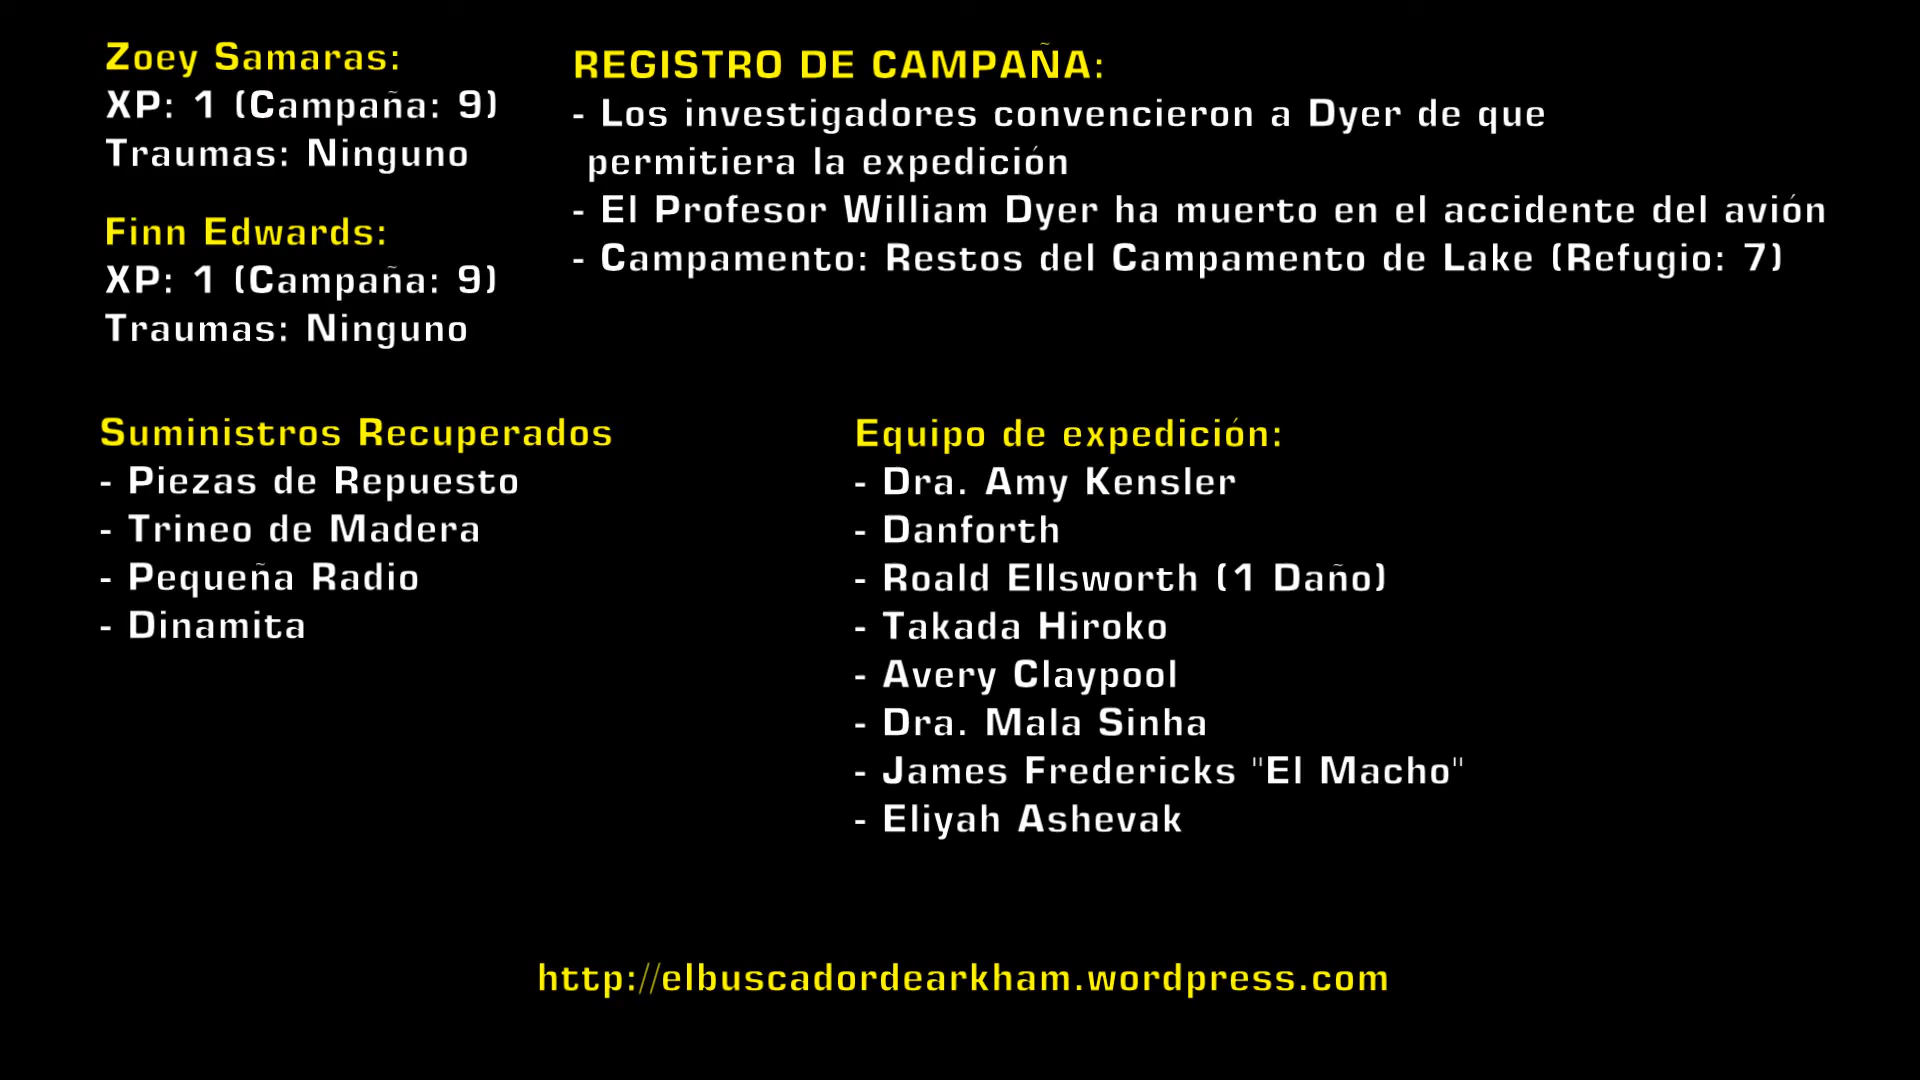 Zoey Samaras:
XP: 1 (Campaña: 9)
Traumas: Ninguno
Finn Edwards:
XP: 1 (Campaña: 9)
Traumas: Ninguno
REGISTRO DE CAMPAÑA:
- Los investigadores convencieron a Dyer de que
permitiera la expedición
- El Profesor William Dyer ha muerto en el accidente del avión
- Campamento: Restos del Campamento de Lake (Refugio: 7)
Suministros Recuperados
- Piezas de Repuesto
- Trineo de Madera
- Pequeña Radio
- Dinamita
Equipo de expedición:
- Dra. Amy Kensler
- Danforth
- Roald Ellsworth (1 Daño)
- Takada Hiroko
- Avery Claypool
- Dra. Mala Sinha
- James Fredericks "El Macho"
- Eliyah Ashevak
http://elbuscadordearkham.wordpress.com